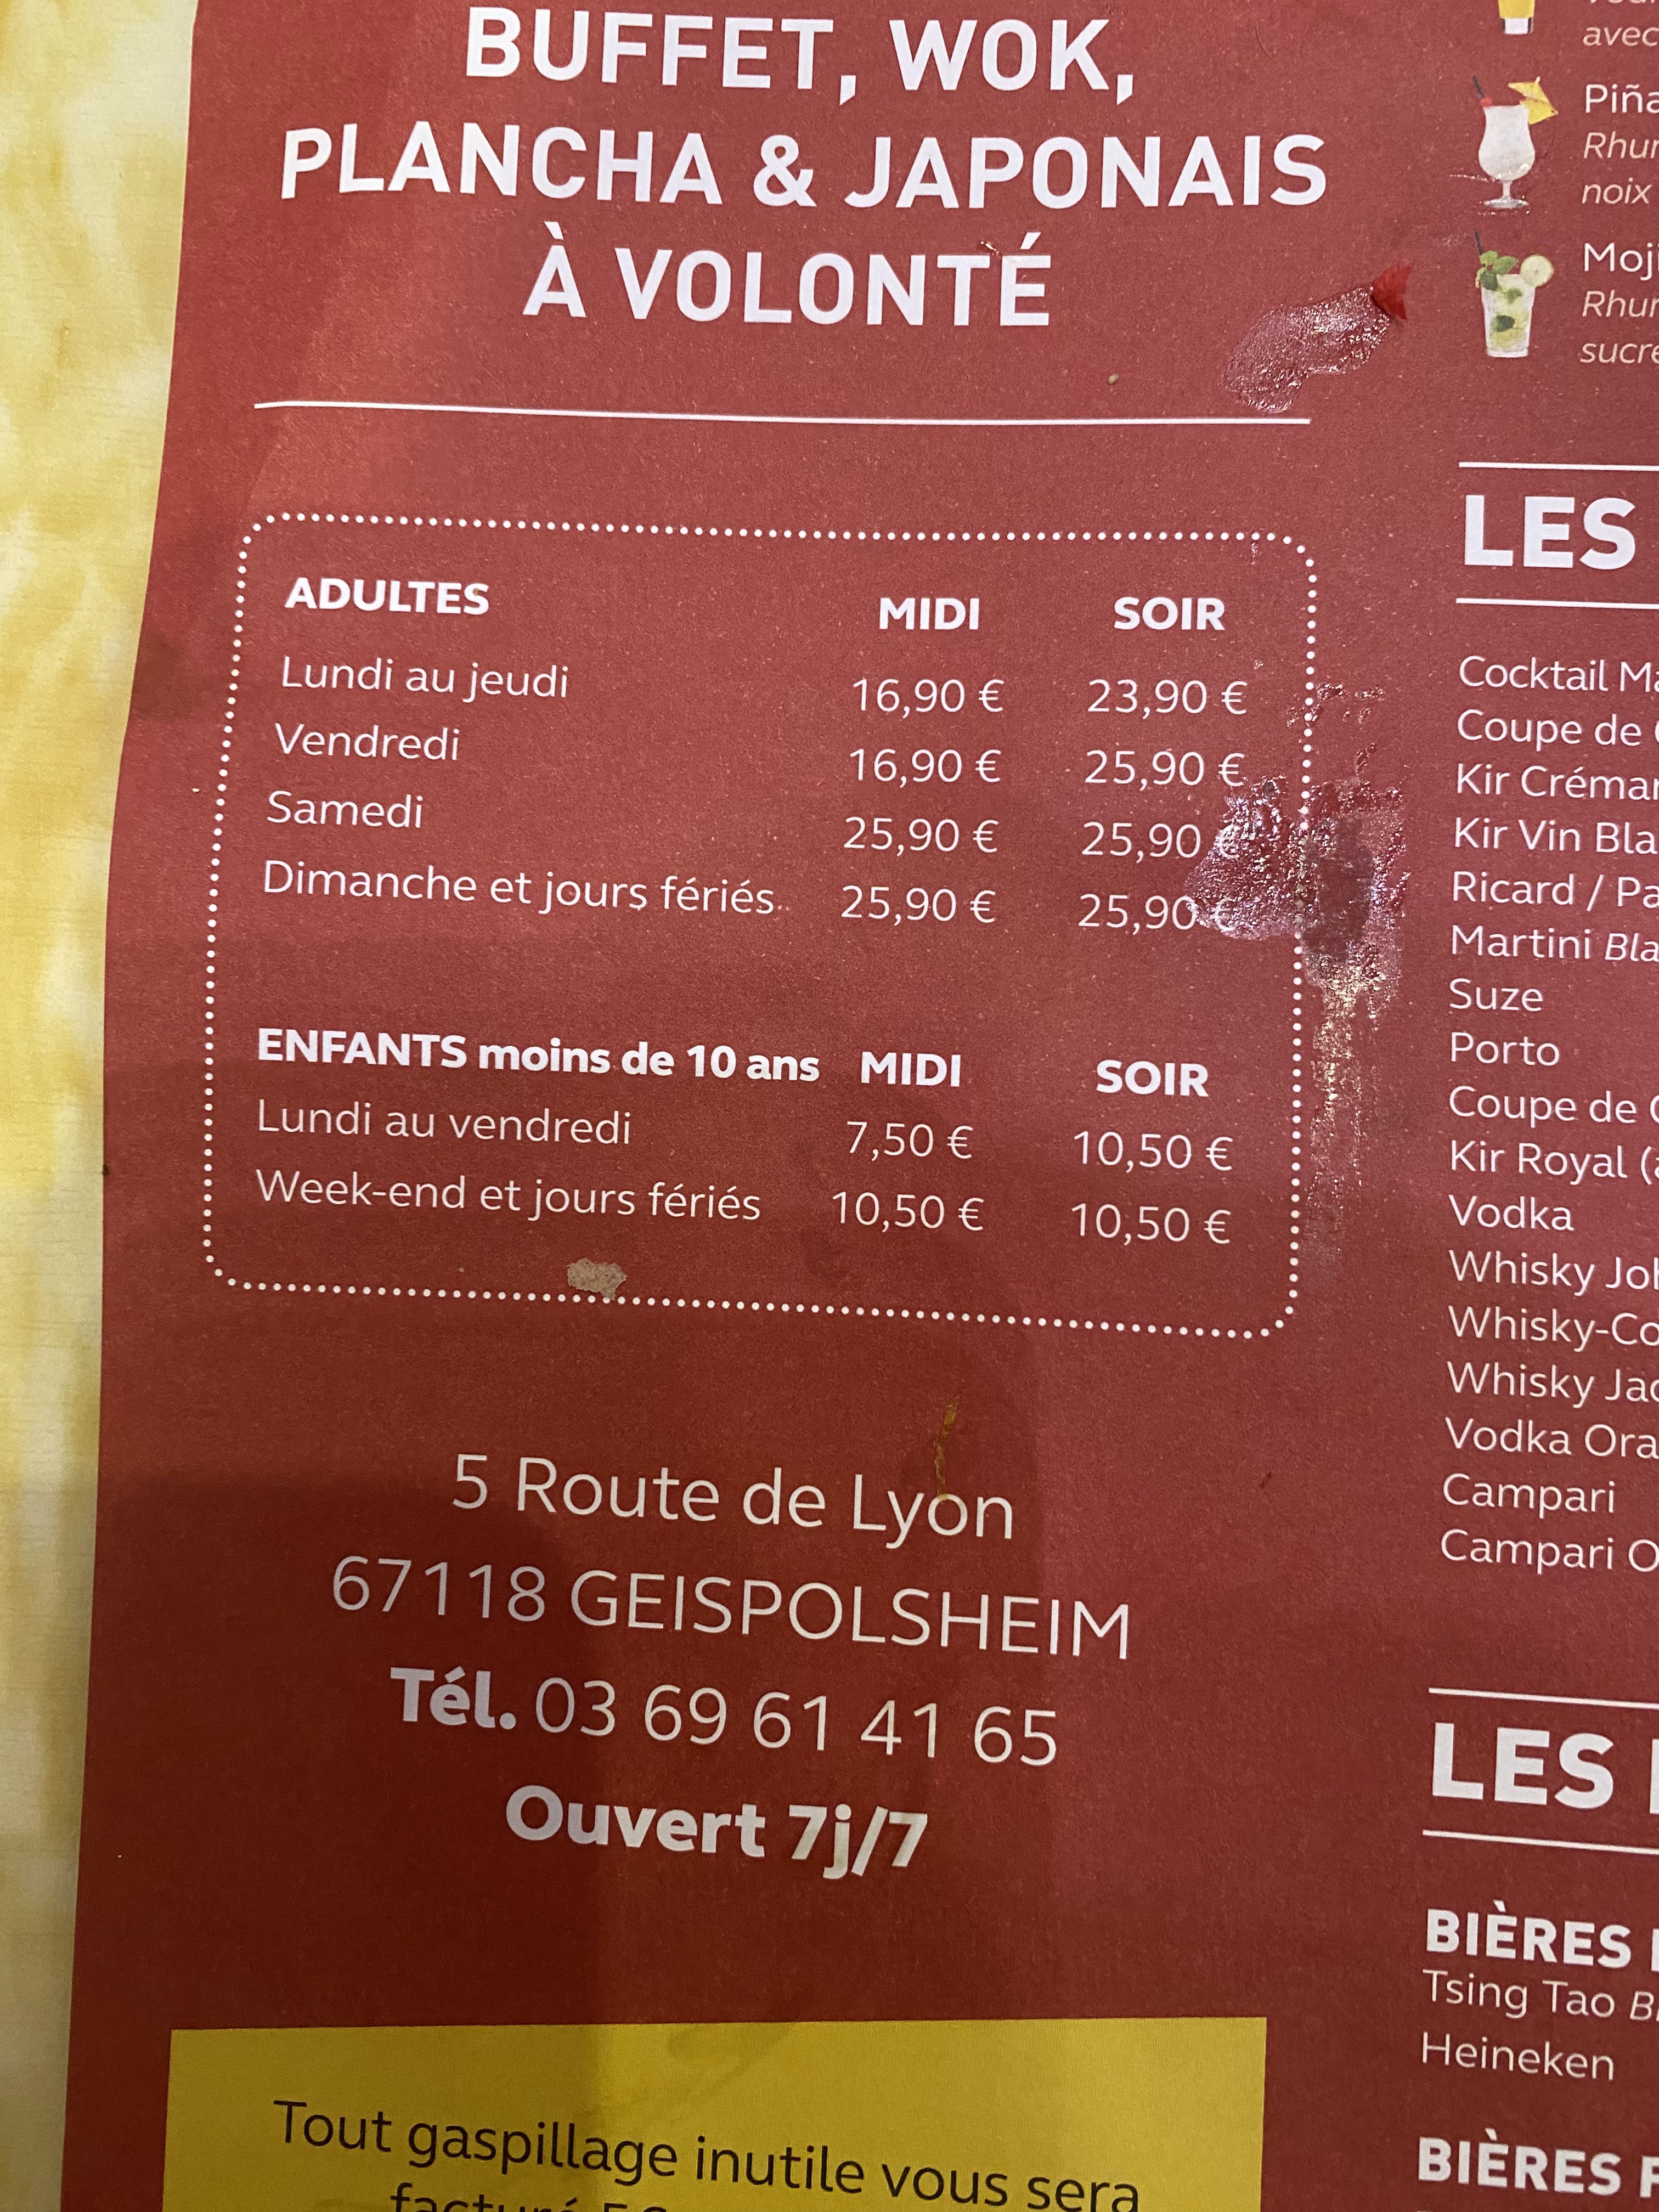 BUFFET, WOK,
PLANCHA & JAPONAIS
À VOLONTÉ
ADULTES MIDI SOIR
Lundi au jeudi 16,90 € 23,90 €
Vendredi 16,90 € 25,90 €
Samedi 25,90 € 25,90 €
Dimanche et jours fériés 25,90 € 25,90 €
ENFANTS moins de 10 ans MIDI SOIR
Lundi au vendredi 7,50 € 10,50 €
Week-end et jours fériés 10,50 € 10,50 €
5 Route de Lyon
67118 GEISPOLSHEIM
Tél. 03 69 61 41 65
Ouvert 7j/7
Tout gaspillage inutile vous sera
facturé
avec
noix
LES
Cocktail
Coupe de
Kir
Kir Vin
Ricard /
Martini
Suze
Porto
Coupe de
Kir Royal
Vodka
Whisky
Whisky
Whisky
Vodka
Campari
Campari
LES
BIÈRES
Tsing Tao
Heineken
BIÈRES